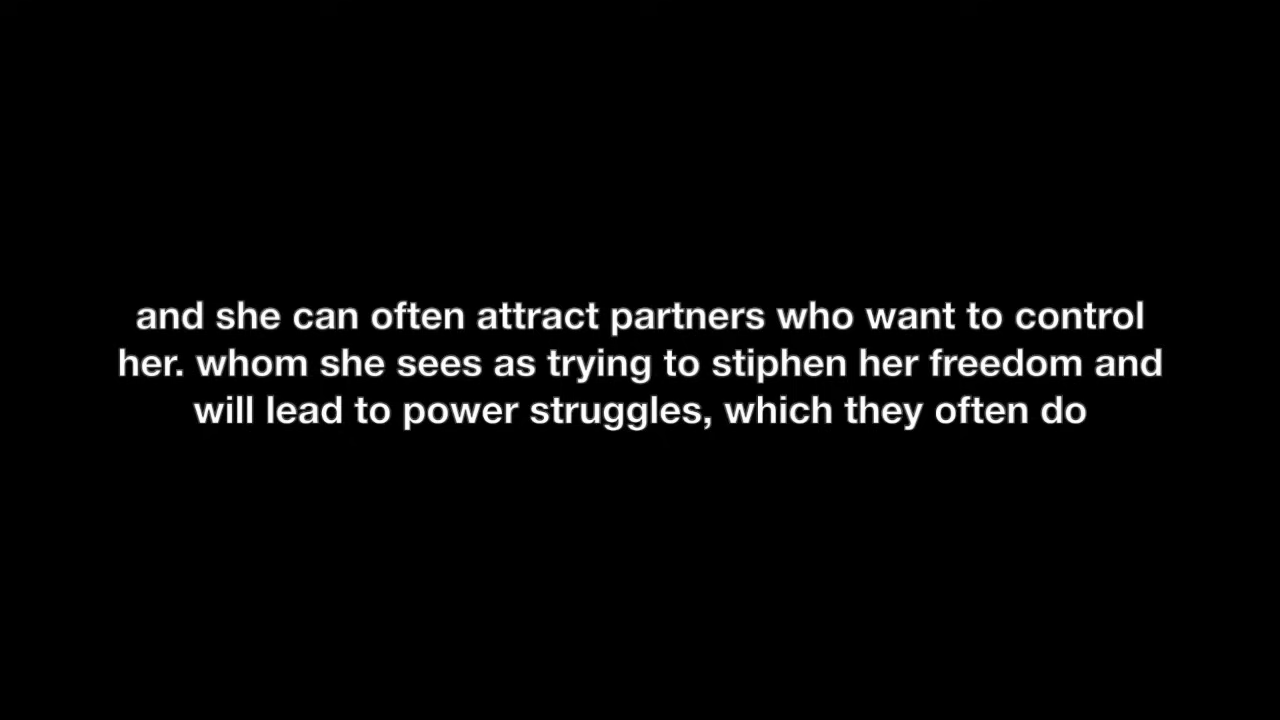 and she can often attract partners who want to control
her. whom she sees as trying to stiphen her freedom and
will lead to power struggles, which they often do